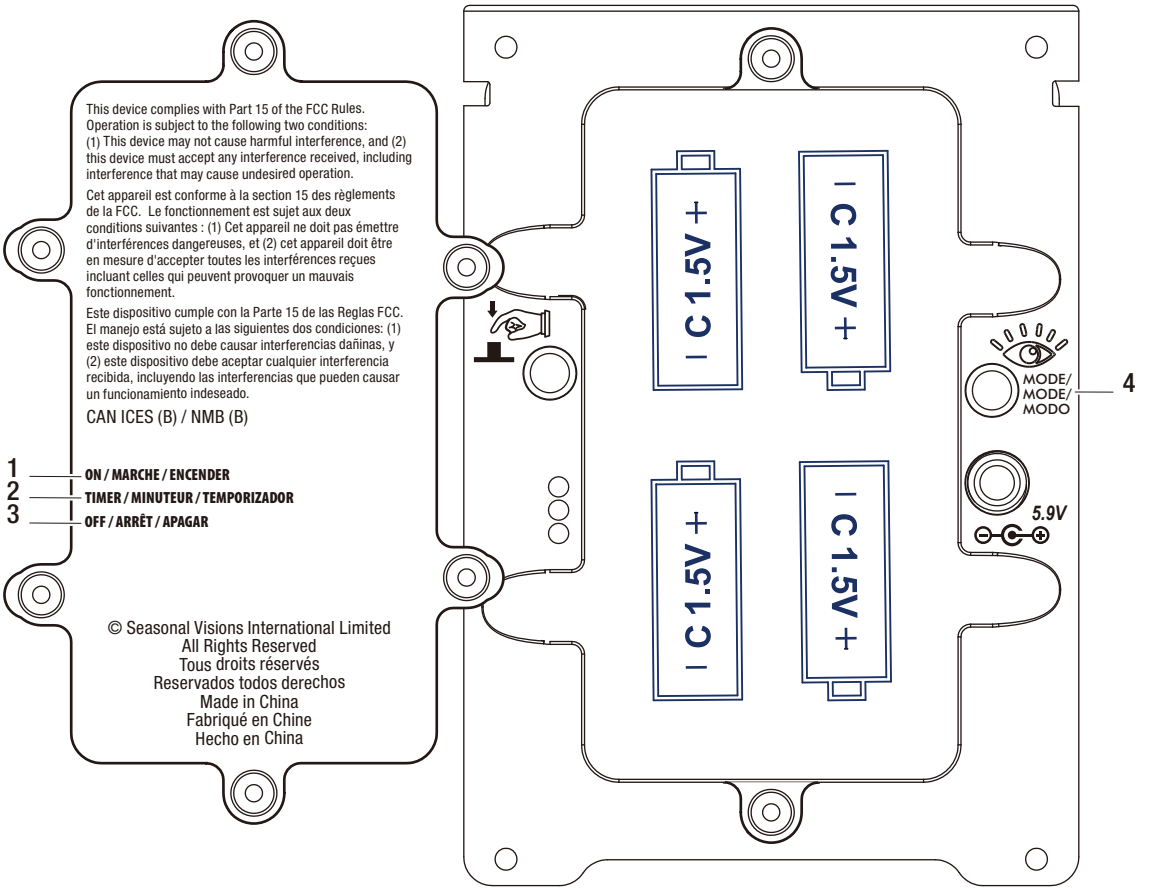 This device complies with Part 15 of the FCC Rules.
Operation is subject to the following two conditions:
(1) This device may not cause harmful interference, and (2)
this device must accept any interference received, including
interference that may cause undesired operation.
Cet appareil est conforme à la section 15 des règlements
de la FCC. Le fonctionnement est sujet aux deux
conditions suivantes : (1) Cet appareil ne doit pas émettre
d'interférences dangereuses, et (2) cet appareil doit être
en mesure d'accepter toutes les interférences reçues
incluant celles qui peuvent provoquer un mauvais
fonctionnement.
Este dispositivo cumple con la Parte 15 de las Reglas FCC.
El manejo está sujeto a las siguientes dos condiciones: (1)
este dispositivo no debe causar interferencias dañinas, y
(2) este dispositivo debe aceptar cualquier interferencia
recibida, incluyendo las interferencias que pueden causar
un funcionamiento indeseado.
CAN ICES (B) / NMB (B)
1 ON / MARCHE / ENCENDER
2 TIMER / MINUTEUR / TEMPORIZADOR
3 OFF / ARRÊT / APAGAR
© Seasonal Visions International Limited
All Rights Reserved
Tous droits réservés
Reservados todos derechos
Made in China
Fabriqué en Chine
Hecho en China
– C 1.5V +
– C 1.5V +
– C 1.5V +
– C 1.5V +
MODE/
MODE/
MODO
4
5.9V